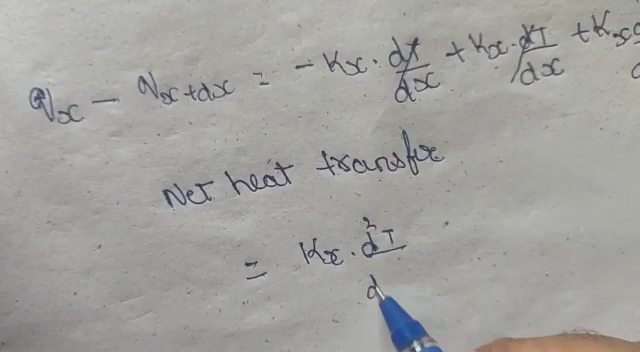 qx - qx+dx = -Kx · dT/dx + Kx · dT/dx + Kx
Net heat transfer
= Kx · d²T/d